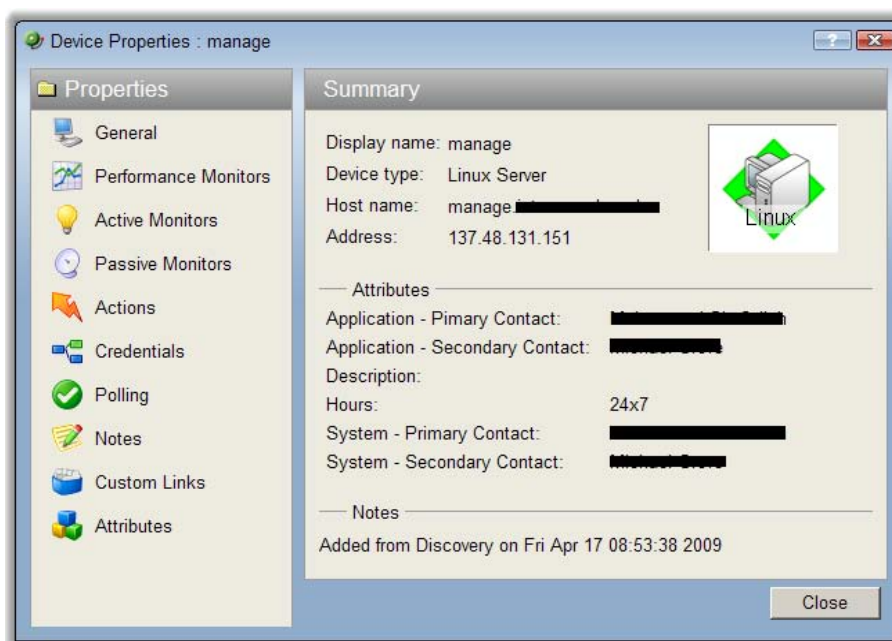 Device Properties : manage
Properties
General
Performance Monitors
Active Monitors
Passive Monitors
Actions
Credentials
Polling
Notes
Custom Links
Attributes
Summary
Display name: manage
Device type: Linux Server
Host name: manage.
Address: 137.48.131.151
Linux
Attributes
Application - Pimary Contact:
Application - Secondary Contact:
Description:
Hours: 24x7
System - Primary Contact:
System - Secondary Contact:
Notes
Added from Discovery on Fri Apr 17 08:53:38 2009
Close